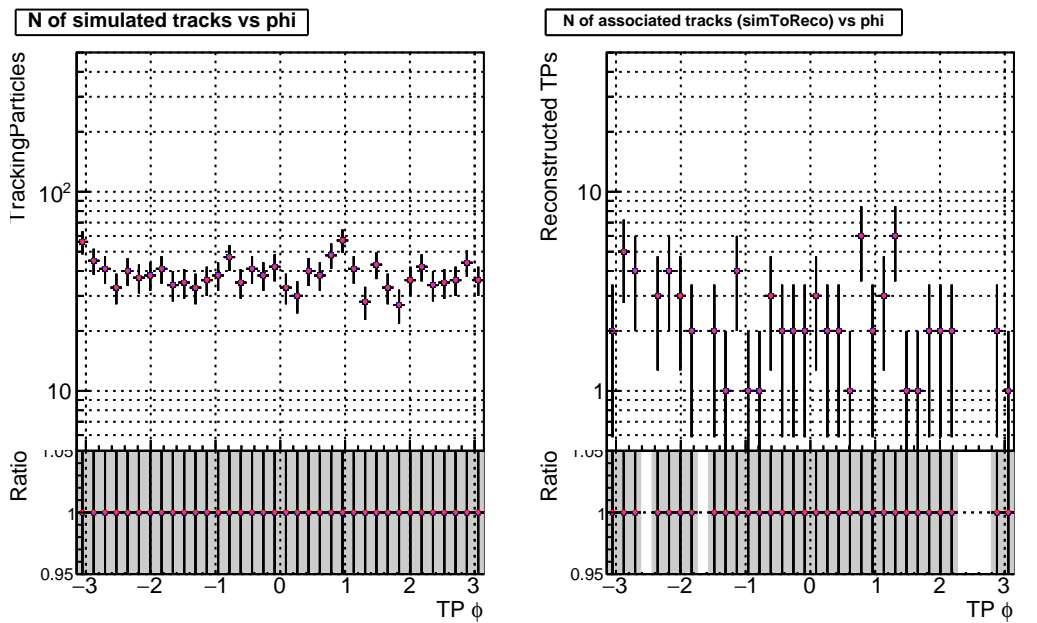 N of simulated tracks vs phi
TrackingParticles
10²
10
Ratio
1.05
1
0.95
−3 −2 −1 0 1 2 3
TP ϕ
N of associated tracks (simToReco) vs phi
Reconstructed TPs
10
1
Ratio
1.05
1
0.95
−3 −2 −1 0 1 2 3
TP ϕ